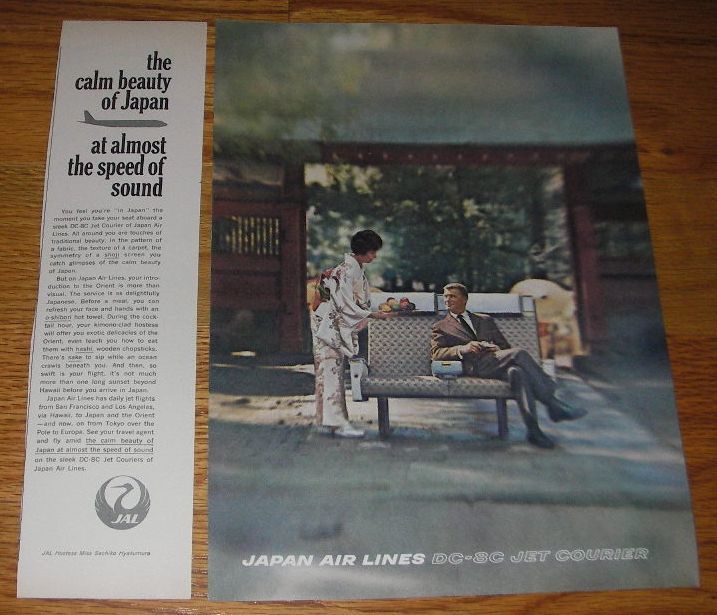 the
calm beauty
of Japan
at almost
the speed of
sound
You feel you're "in Japan" the
moment you take your seat aboard a
sleek DC-8C Jet Courier of Japan Air
Lines. All around you are touches of
traditional beauty. In the pattern of
a fabric, the texture of a carpet, the
symmetry of a shoji screen you
catch glimpses of the calm beauty
of Japan.
But on Japan Air Lines, your intro-
duction to the Orient is more than
visual. The service is as delightfully
Japanese. Before a meal, you can
refresh your face and hands with an
o-shibori hot towel. During the cock-
tail hour, your kimono-clad hostess
will offer you exotic delicacies of the
Orient, even teach you how to eat
them with hashi, wooden chopsticks.
There's sake to sip while an ocean
crawls beneath you. And then, so
swift is your flight, it's not much
more than one long sunset beyond
Hawaii before you arrive in Japan.
Japan Air Lines has daily jet flights
from San Francisco and Los Angeles,
via Hawaii, to Japan and the Orient
—and now, on from Tokyo over the
Pole to Europe. See your travel agent
and fly amid the calm beauty of
Japan at almost the speed of sound
on the sleek DC-8C Jet Couriers of
Japan Air Lines.
JAL
JAL Hostess Miss Sachiko Hyakumura
JAPAN AIR LINES DC-8C JET COURIER